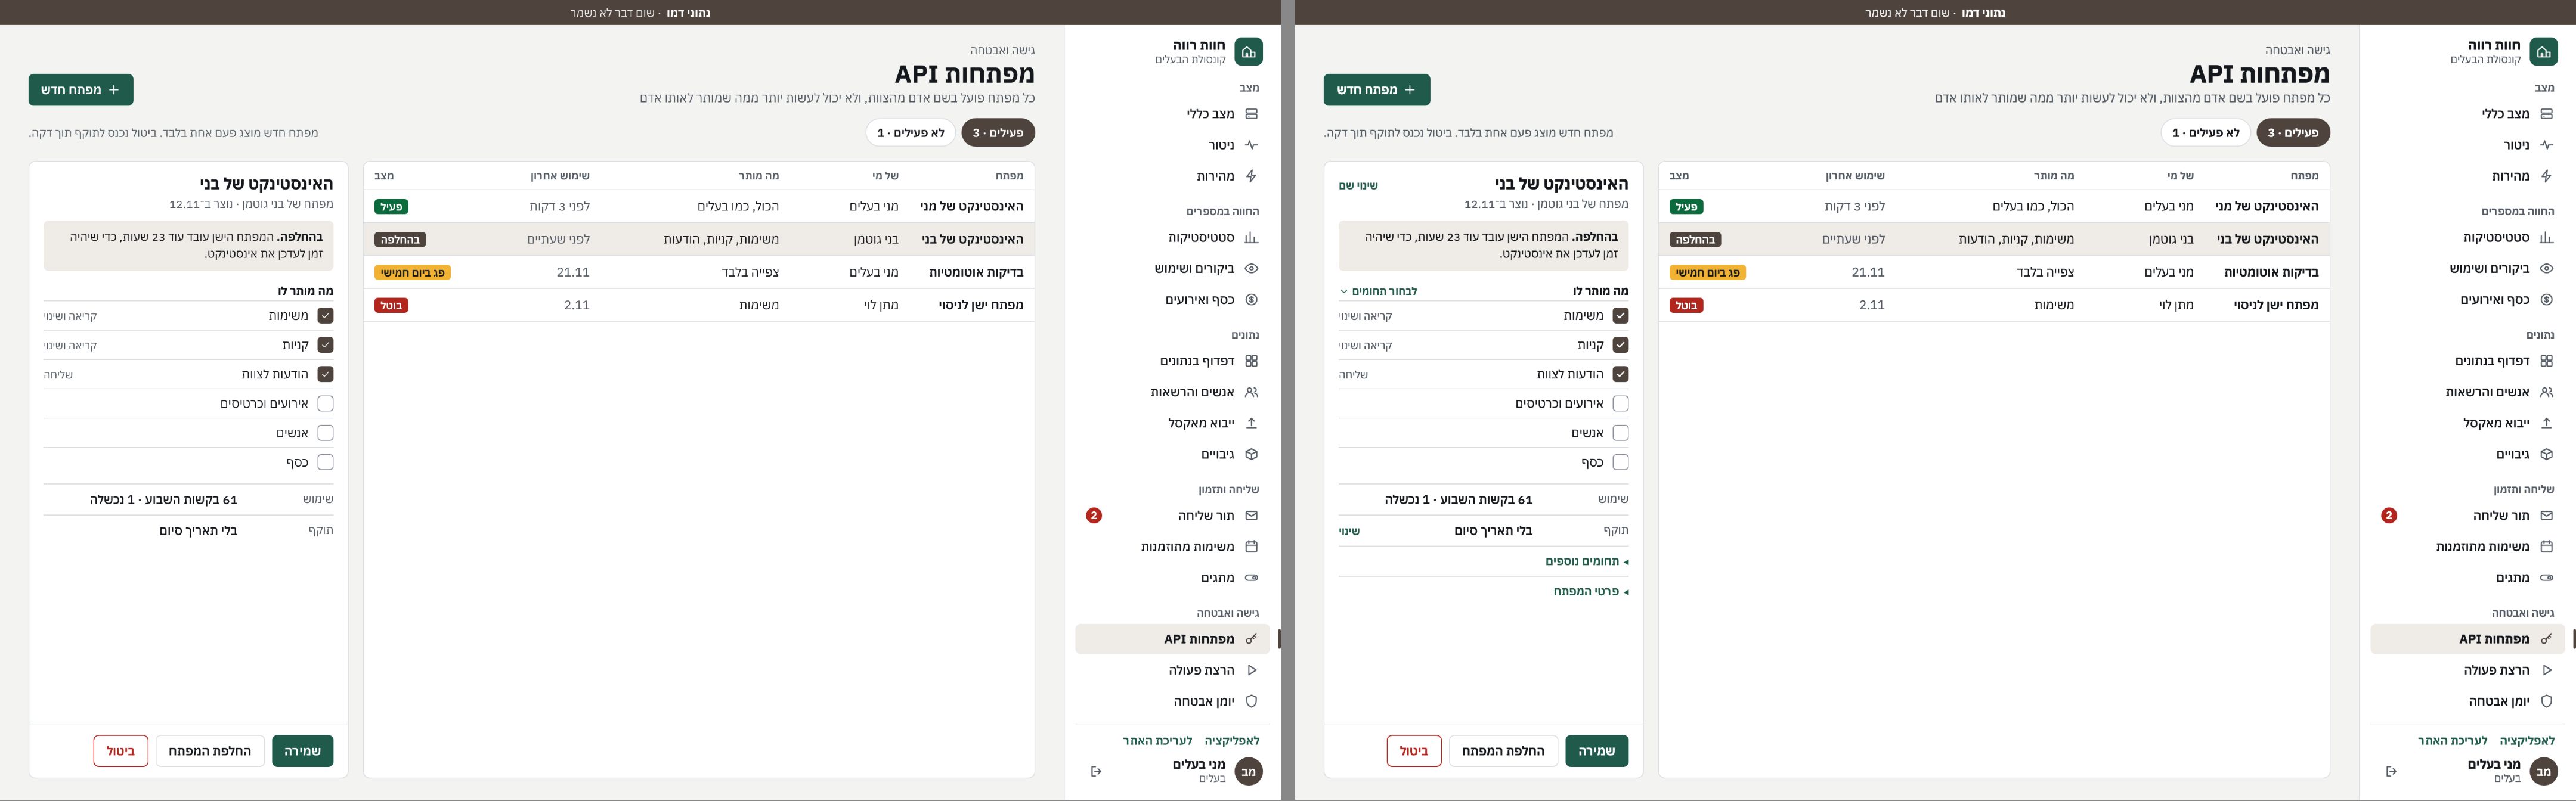 נתוני דמו · שום דבר לא נשמר
חוות רווה
קונסולת הבעלים
מצב
מצב כללי
ניטור
מהירות
החווה במספרים
סטטיסטיקות
ביקורים ושימוש
כסף ואירועים
נתונים
דפדוף בנתונים
אנשים והרשאות
ייבוא מאקסל
גיבויים
שליחה ותזמון
תור שליחה 2
משימות מתוזמנות
מתגים
גישה ואבטחה
מפתחות API
הרצת פעולה
יומן אבטחה
לאפליקציה לעריכת האתר
מב מני בעלים
בעלים
גישה ואבטחה
מפתחות API
כל מפתח פועל בשם אדם מהצוות, ולא יכול לעשות יותר ממה שמותר לאותו אדם
+ מפתח חדש
פעילים · 3 לא פעילים · 1
מפתח חדש מוצג פעם אחת בלבד. ביטול נכנס לתוקף תוך דקה.
מפתח של מי מה מותר שימוש אחרון מצב
האינסטינקט של מני מני בעלים הכול, כמו בעלים לפני 3 דקות פעיל
האינסטינקט של בני בני גוטמן משימות, קניות, הודעות לפני שעתיים בהחלפה
בדיקות אוטומטיות מני בעלים צפייה בלבד 21.11 פג ביום חמישי
מפתח ישן לניסוי מתן לוי משימות 2.11 בוטל
האינסטינקט של בני שינוי שם
מפתח של בני גוטמן · נוצר ב־12.11
בהחלפה. המפתח הישן עובד עוד 23 שעות, כדי שיהיה
זמן לעדכן את אינסטינקט.
מה מותר לו לבחור תחומים
משימות קריאה ושינוי
קניות קריאה ושינוי
הודעות לצוות שליחה
אירועים וכרטיסים
אנשים
כסף
שימוש 61 בקשות השבוע · 1 נכשלה
תוקף בלי תאריך סיום שינוי
תחומים נוספים
פרטי המפתח
שמירה החלפת המפתח ביטול
נתוני דמו · שום דבר לא נשמר
חוות רווה
קונסולת הבעלים
מצב
מצב כללי
ניטור
מהירות
החווה במספרים
סטטיסטיקות
ביקורים ושימוש
כסף ואירועים
נתונים
דפדוף בנתונים
אנשים והרשאות
ייבוא מאקסל
גיבויים
שליחה ותזמון
תור שליחה 2
משימות מתוזמנות
מתגים
גישה ואבטחה
מפתחות API
הרצת פעולה
יומן אבטחה
לאפליקציה לעריכת האתר
מב מני בעלים
בעלים
גישה ואבטחה
מפתחות API
כל מפתח פועל בשם אדם מהצוות, ולא יכול לעשות יותר ממה שמותר לאותו אדם
+ מפתח חדש
פעילים · 3 לא פעילים · 1
מפתח חדש מוצג פעם אחת בלבד. ביטול נכנס לתוקף תוך דקה.
מפתח של מי מה מותר שימוש אחרון מצב
האינסטינקט של מני מני בעלים הכול, כמו בעלים לפני 3 דקות פעיל
האינסטינקט של בני בני גוטמן משימות, קניות, הודעות לפני שעתיים בהחלפה
בדיקות אוטומטיות מני בעלים צפייה בלבד 21.11 פג ביום חמישי
מפתח ישן לניסוי מתן לוי משימות 2.11 בוטל
האינסטינקט של בני
מפתח של בני גוטמן · נוצר ב־12.11
בהחלפה. המפתח הישן עובד עוד 23 שעות, כדי שיהיה
זמן לעדכן את אינסטינקט.
מה מותר לו
משימות קריאה ושינוי
קניות קריאה ושינוי
הודעות לצוות שליחה
אירועים וכרטיסים
אנשים
כסף
שימוש 61 בקשות השבוע · 1 נכשלה
תוקף בלי תאריך סיום
שמירה החלפת המפתח ביטול